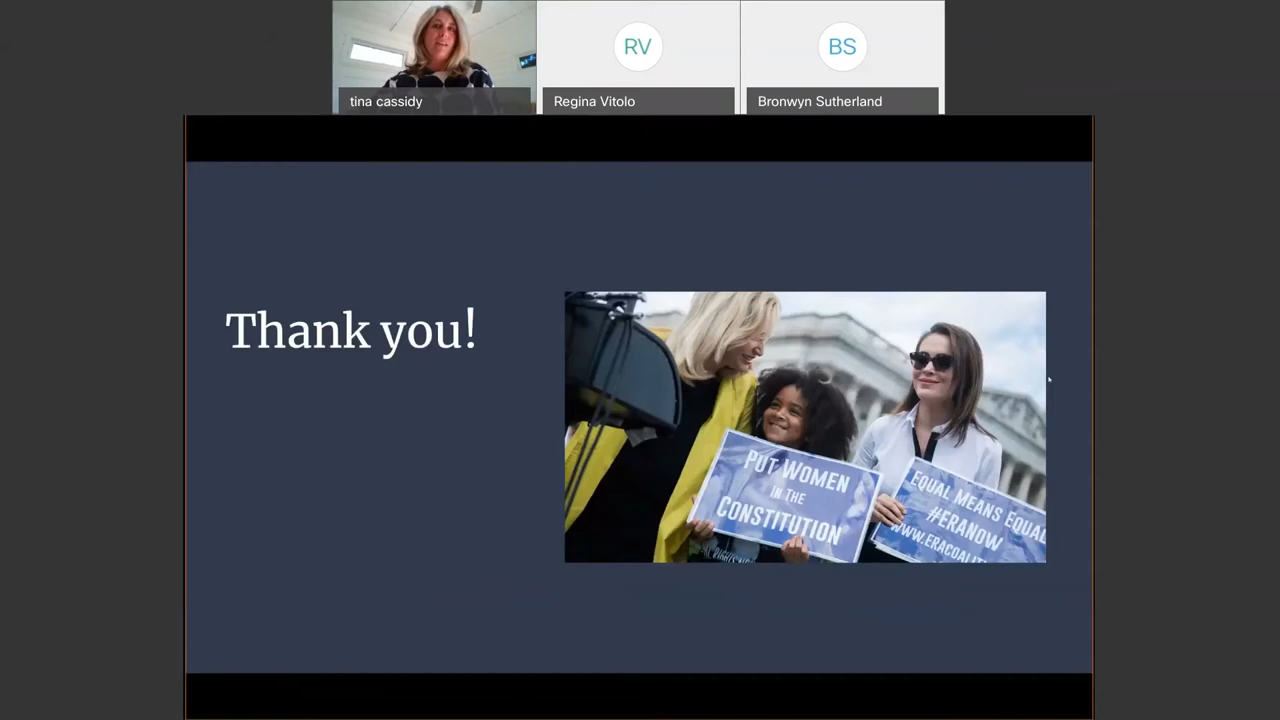 RV
BS
tina cassidy
Regina Vitolo
Bronwyn Sutherland
Thank you!
PUT WOMEN
IN THE
CONSTITUTION
EQUAL MEANS EQUAL
#ERANOW
WWW.ERACOALIT